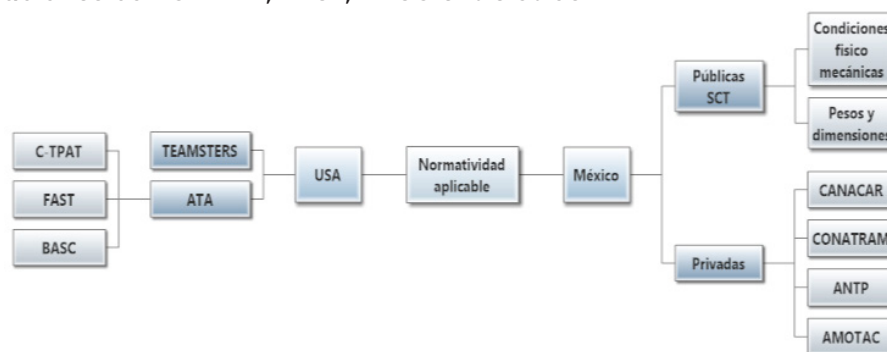 Condiciones
físico
mecánicas
Públicas
SCT
Pesos y
dimensiones
C-TPAT
TEAMSTERS
USA
Normatividad
aplicable
México
FAST
ATA
CANACAR
BASC
CONATRAM
Privadas
ANTP
AMOTAC